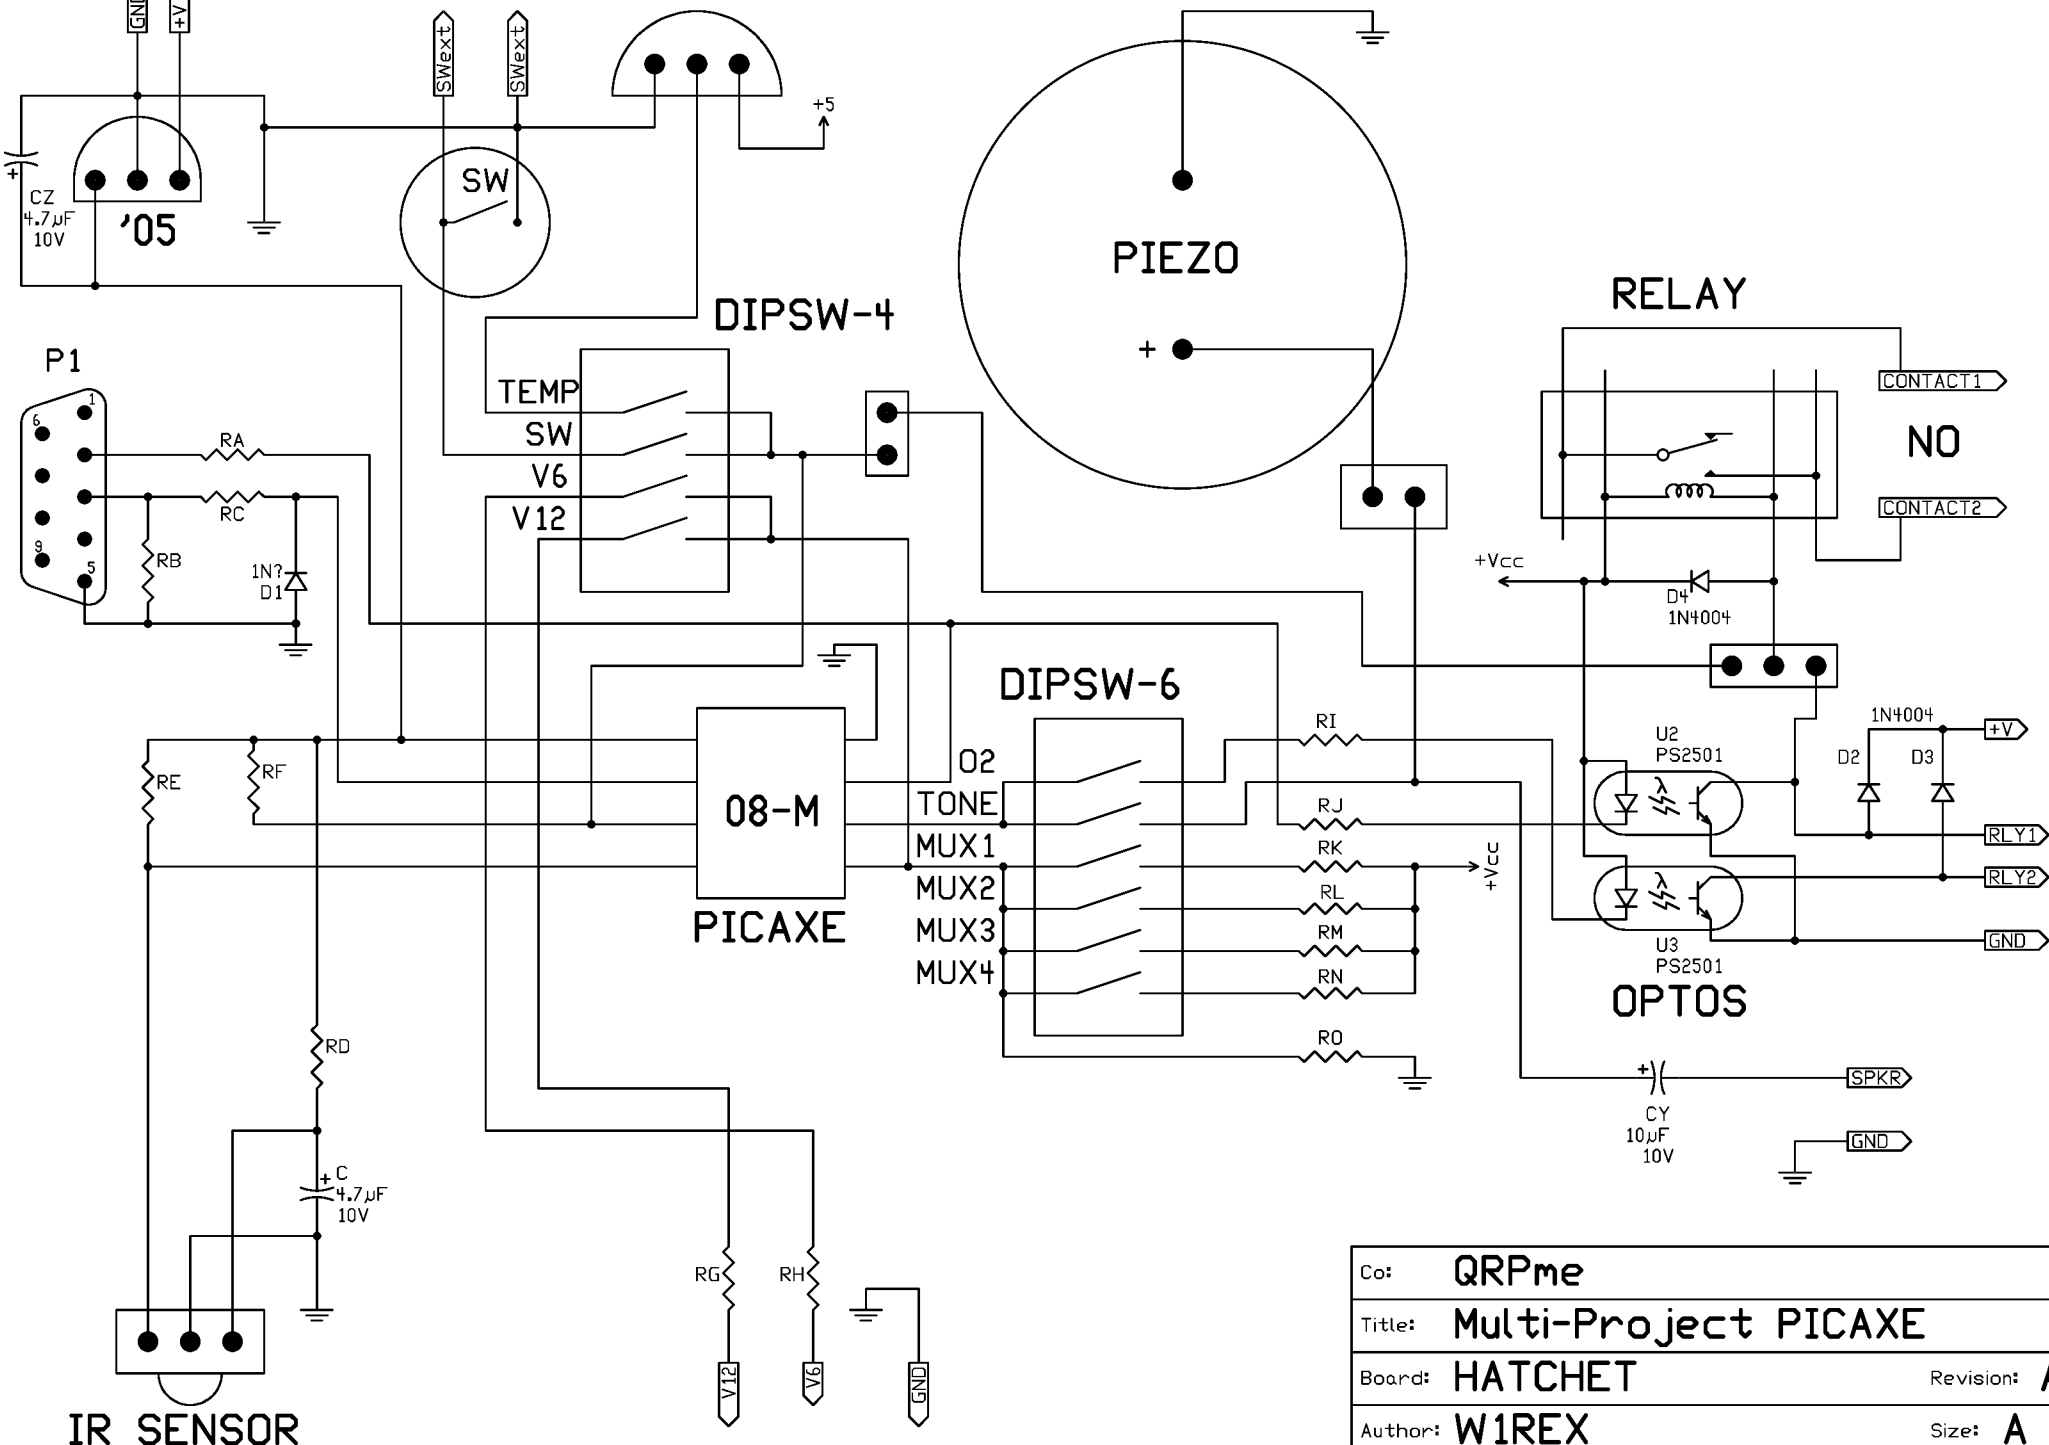 GND
+V
SWext
SWext
+5
+
CZ
4.7µF
10V
'05
SW
PIEZO
+
DIPSW-4
RELAY
P1
1
6
9
5
TEMP
SW
V6
V12
CONTACT1
NO
CONTACT2
RA
RC
RB
1N?
D1
+Vcc
D4
1N4004
DIPSW-6
RE
RF
08-M
PICAXE
O2
TONE
MUX1
MUX2
MUX3
MUX4
RI
RJ
RK
RL
RM
RN
RO
+Vcc
U2
PS2501
1N4004
D2
D3
+V
RLY1
RLY2
GND
U3
PS2501
OPTOS
RD
+
CY
10µF
10V
SPKR
GND
+ C
4.7µF
10V
RG
RH
V12
V6
GND
IR SENSOR
Co: QRPme
Title: Multi-Project PICAXE
Board: HATCHET Revision: A
Author: W1REX Size: A